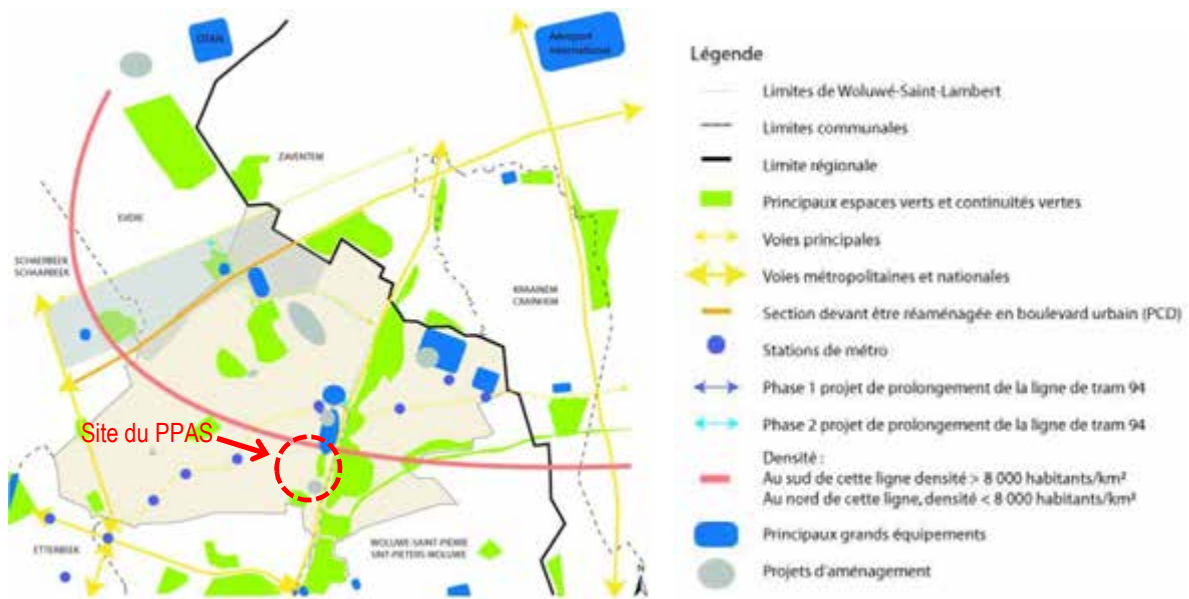 OTAN
Aéroport
International
ZAVENTEM
EVERE
SCHAERBEEK
SCHAARBEEK
KRAAINEM
CRAINHEM
Site du PPAS
WOLUWE-SAINT-PIERRE
SINT-PIETERS-WOLUWE
ETTERBEEK
N
Légende
Limites de Woluwé-Saint-Lambert
Limites communales
Limite régionale
Principaux espaces verts et continuités vertes
Voies principales
Voies métropolitaines et nationales
Section devant être réaménagée en boulevard urbain (PCD)
Stations de métro
Phase 1 projet de prolongement de la ligne de tram 94
Phase 2 projet de prolongement de la ligne de tram 94
Densité :
Au sud de cette ligne densité > 8 000 habitants/km²
Au nord de cette ligne, densité < 8 000 habitants/km²
Principaux grands équipements
Projets d'aménagement